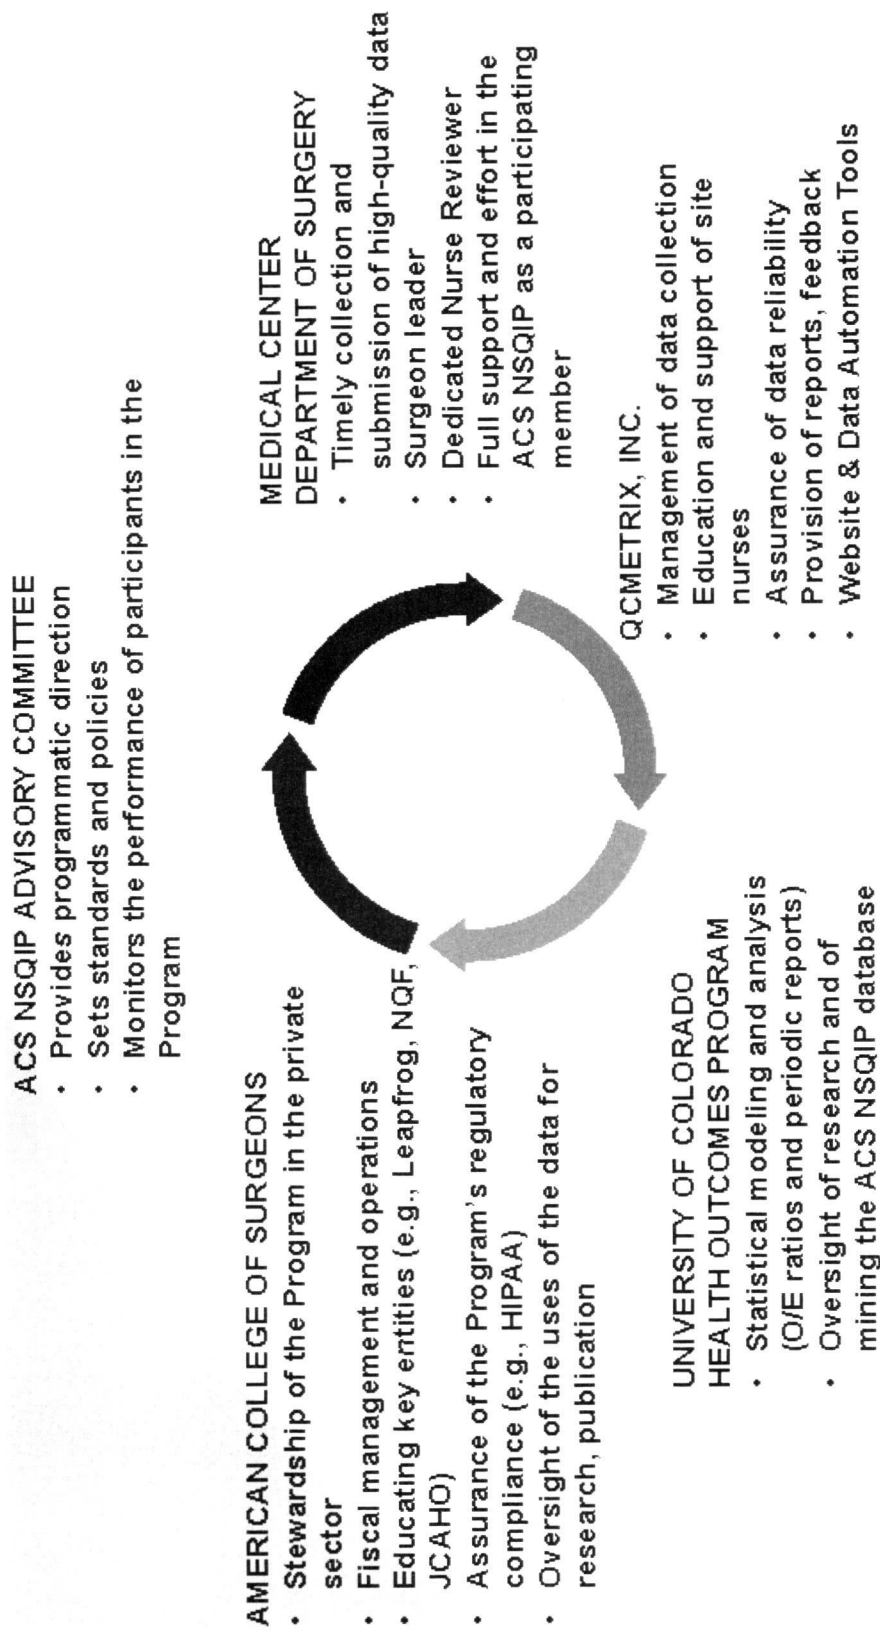 ACS NSQIP ADVISORY COMMITTEE
• Provides programmatic direction
• Sets standards and policies
• Monitors the performance of participants in the
Program
AMERICAN COLLEGE OF SURGEONS
• Stewardship of the Program in the private
sector
• Fiscal management and operations
• Educating key entities (e.g., Leapfrog, NQF,
JCAHO)
• Assurance of the Program's regulatory
compliance (e.g., HIPAA)
• Oversight of the uses of the data for
research, publication
MEDICAL CENTER
DEPARTMENT OF SURGERY
• Timely collection and
submission of high-quality data
• Surgeon leader
• Dedicated Nurse Reviewer
• Full support and effort in the
ACS NSQIP as a participating
member
UNIVERSITY OF COLORADO
HEALTH OUTCOMES PROGRAM
• Statistical modeling and analysis
(O/E ratios and periodic reports)
• Oversight of research and of
mining the ACS NSQIP database
QCMETRIX, INC.
• Management of data collection
• Education and support of site
nurses
• Assurance of data reliability
• Provision of reports, feedback
• Website & Data Automation Tools